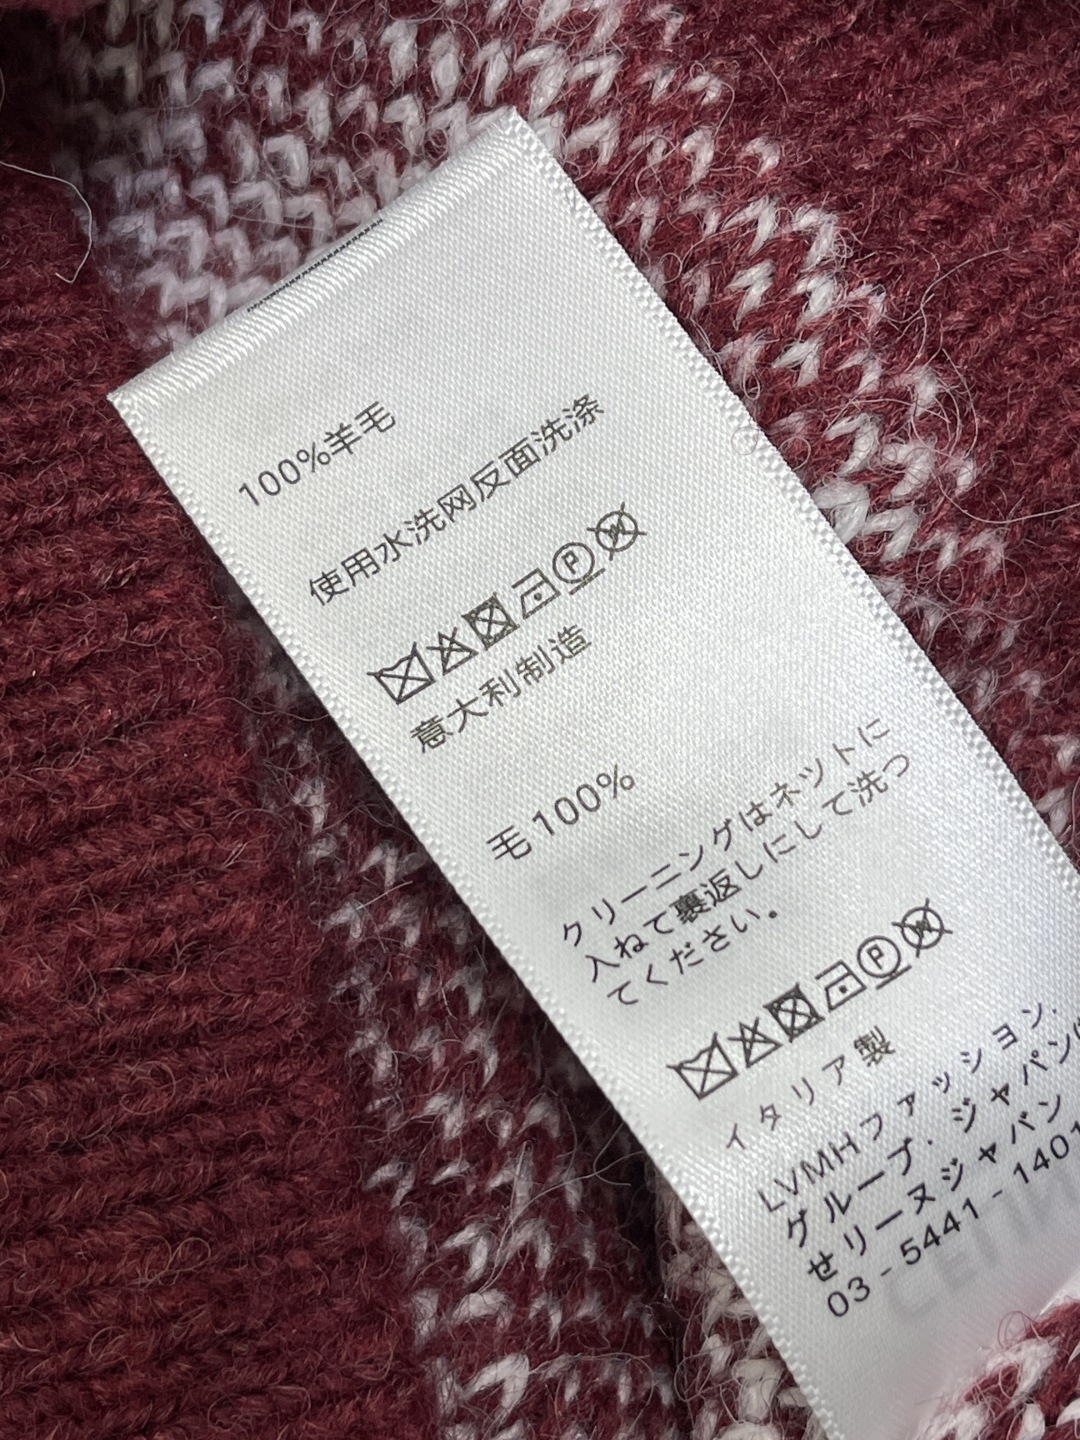 100%羊毛
使用水洗网反面洗涤
P W
意大利制造
毛 100%
クリーニングはネットに
入れて裏返しにして洗っ
てください。
P W
イタリア製
LVMHファッション.
グループ.ジャパン
せリーヌジャパン
03-5441-1401